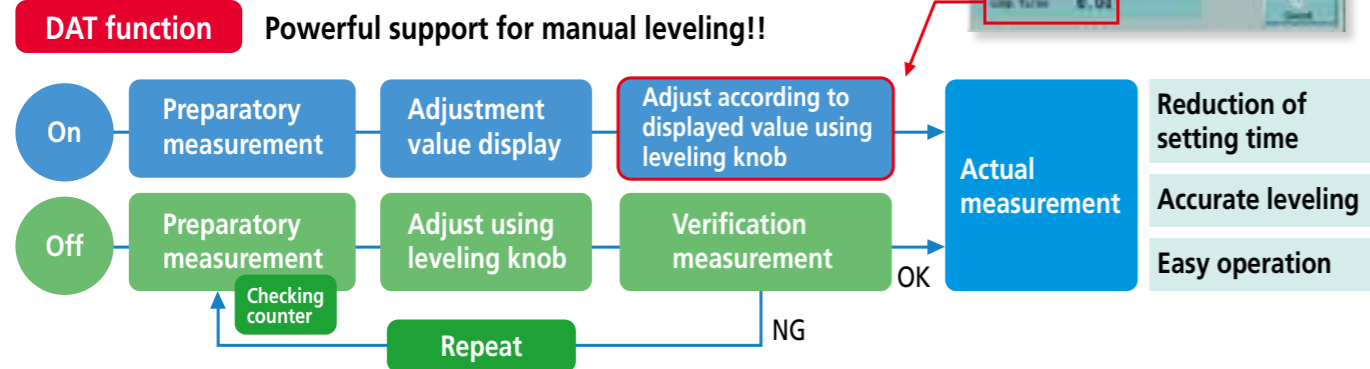 DAT function
Powerful support for manual leveling!!
0.01
On
Preparatory
measurement
Adjustment
value display
Adjust according to
displayed value using
leveling knob
Off
Preparatory
measurement
Checking
counter
Adjust using
leveling knob
Verification
measurement
OK
NG
Repeat
Actual
measurement
Reduction of
setting time
Accurate leveling
Easy operation